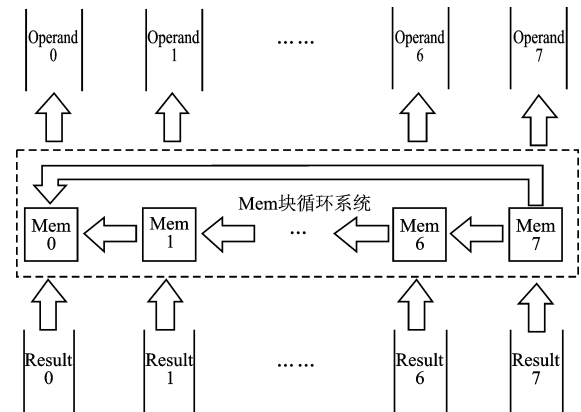 Operand Operand …… Operand Operand
0 1 6 7
Mem块循环系统
Mem Mem … Mem Mem
0 1 6 7
Result Result …… Result Result
0 1 6 7